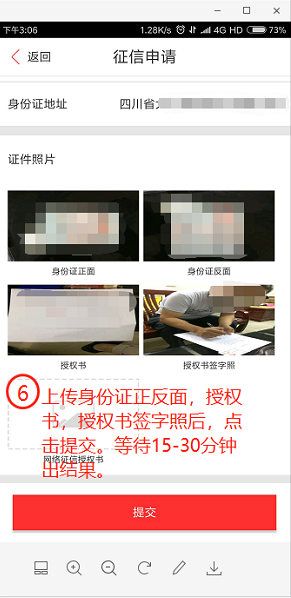 下午3:06 1.28K/s 4G HD 73%
返回 征信申请
身份证地址 四川省
证件照片
身份证正面 身份证反面
授权书 授权书签字照
⑥ 上传身份证正反面，授权
书，授权书签字照后，点
击提交。等待15-30分钟
出结果。
网络征信授权书
提交